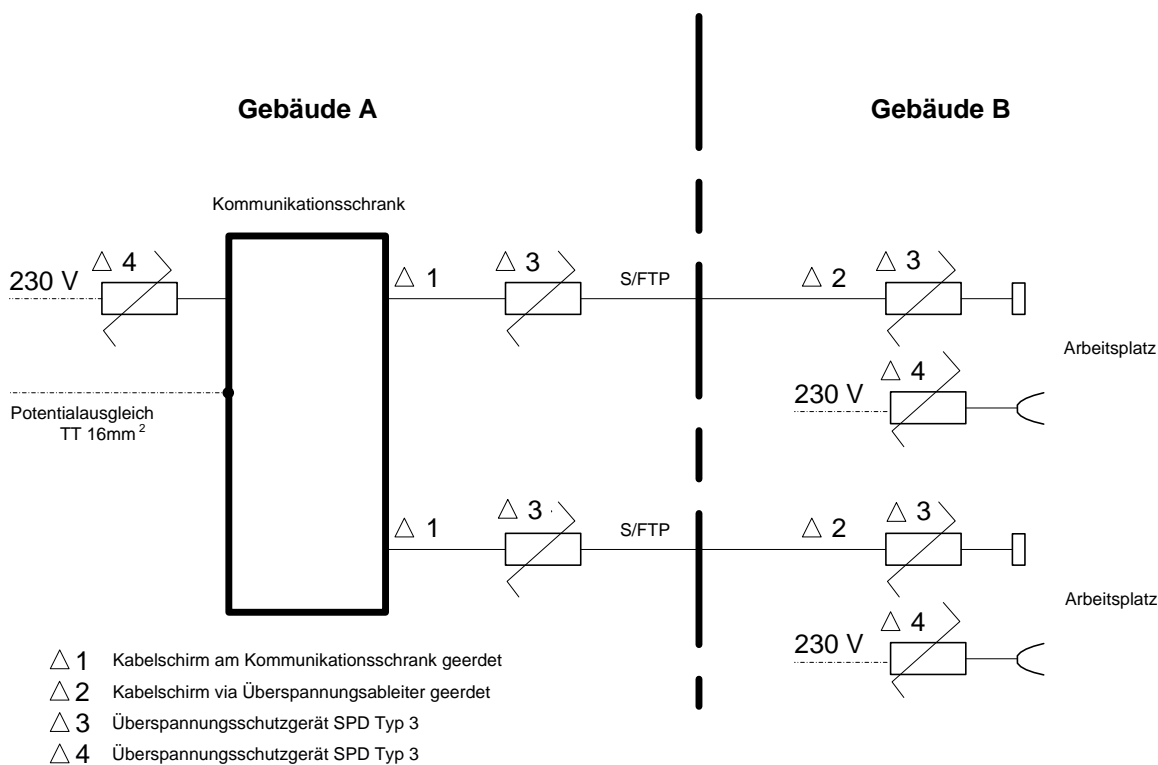 Gebäude A
Gebäude B
Kommunikationsschrank
△ 4
230 V
△ 1
△ 3
S/FTP
△ 2
△ 3
Arbeitsplatz
△ 4
230 V
Potentialausgleich
TT 16mm²
△ 1
△ 3
S/FTP
△ 2
△ 3
Arbeitsplatz
△ 4
230 V
△ 1 Kabelschirm am Kommunikationsschrank geerdet
△ 2 Kabelschirm via Überspannungsableiter geerdet
△ 3 Überspannungsschutzgerät SPD Typ 3
△ 4 Überspannungsschutzgerät SPD Typ 3